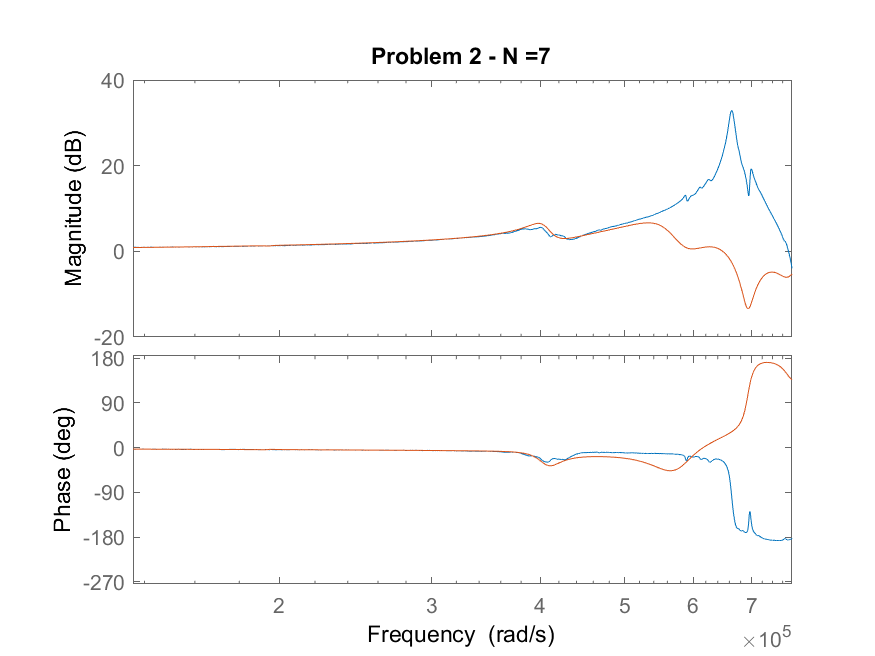 Problem 2 - N =7
Magnitude (dB)
40
20
0
-20
Phase (deg)
180
90
0
-90
-180
-270
2 3 4 5 6 7
Frequency (rad/s)
×10^5